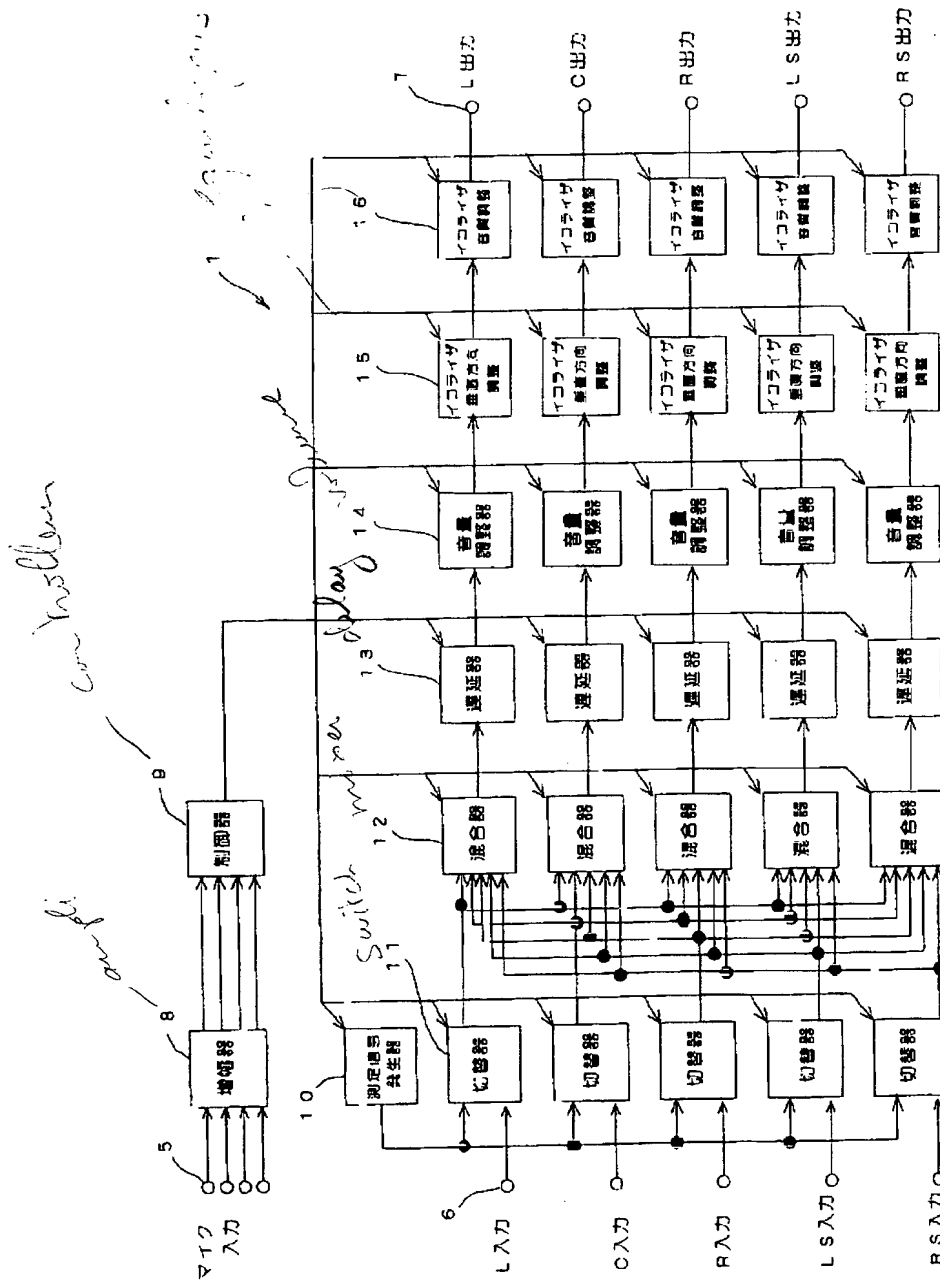 controller
ampli
Switch
mixer
delay
マイク
入力
5
8
増幅器
9
制御器
1
10
測定信号
発生器
6
L入力
11
切替器
12
混合器
13
遅延器
14
音量
調整器
15
イコライザ
垂直方向
調整
16
イコライザ
音質調整
7
L出力
C入力
切替器
混合器
遅延器
音量
調整器
イコライザ
垂直方向
調整
イコライザ
音質調整
C出力
R入力
切替器
混合器
遅延器
音量
調整器
イコライザ
垂直方向
調整
イコライザ
音質調整
R出力
LS入力
切替器
混合器
遅延器
音量
調整器
イコライザ
垂直方向
調整
イコライザ
音質調整
LS出力
RS入力
切替器
混合器
遅延器
音量
調整器
イコライザ
垂直方向
調整
イコライザ
音質調整
RS出力